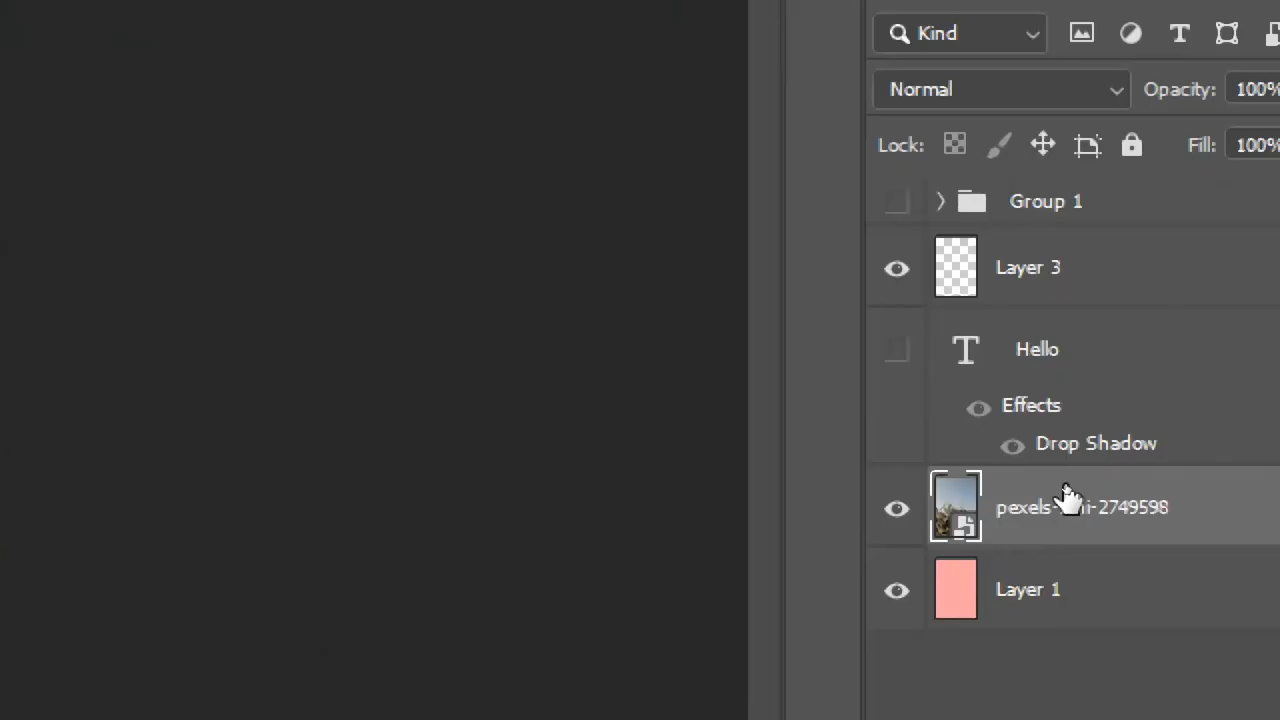 Kind
Normal Opacity: 100%
Lock: Fill: 100%
Group 1
Layer 3
T Hello
Effects
Drop Shadow
pexels- i-2749598
Layer 1